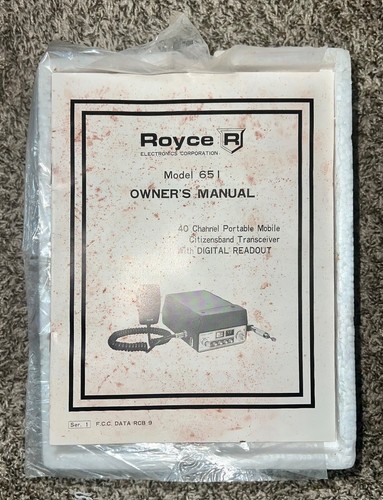 Royce R
ELECTRONICS CORPORATION
Model 651
OWNER'S MANUAL
40 Channel Portable Mobile
Citizensband Transceiver
with DIGITAL READOUT
Ser. 1 F.C.C. DATA RCB 9